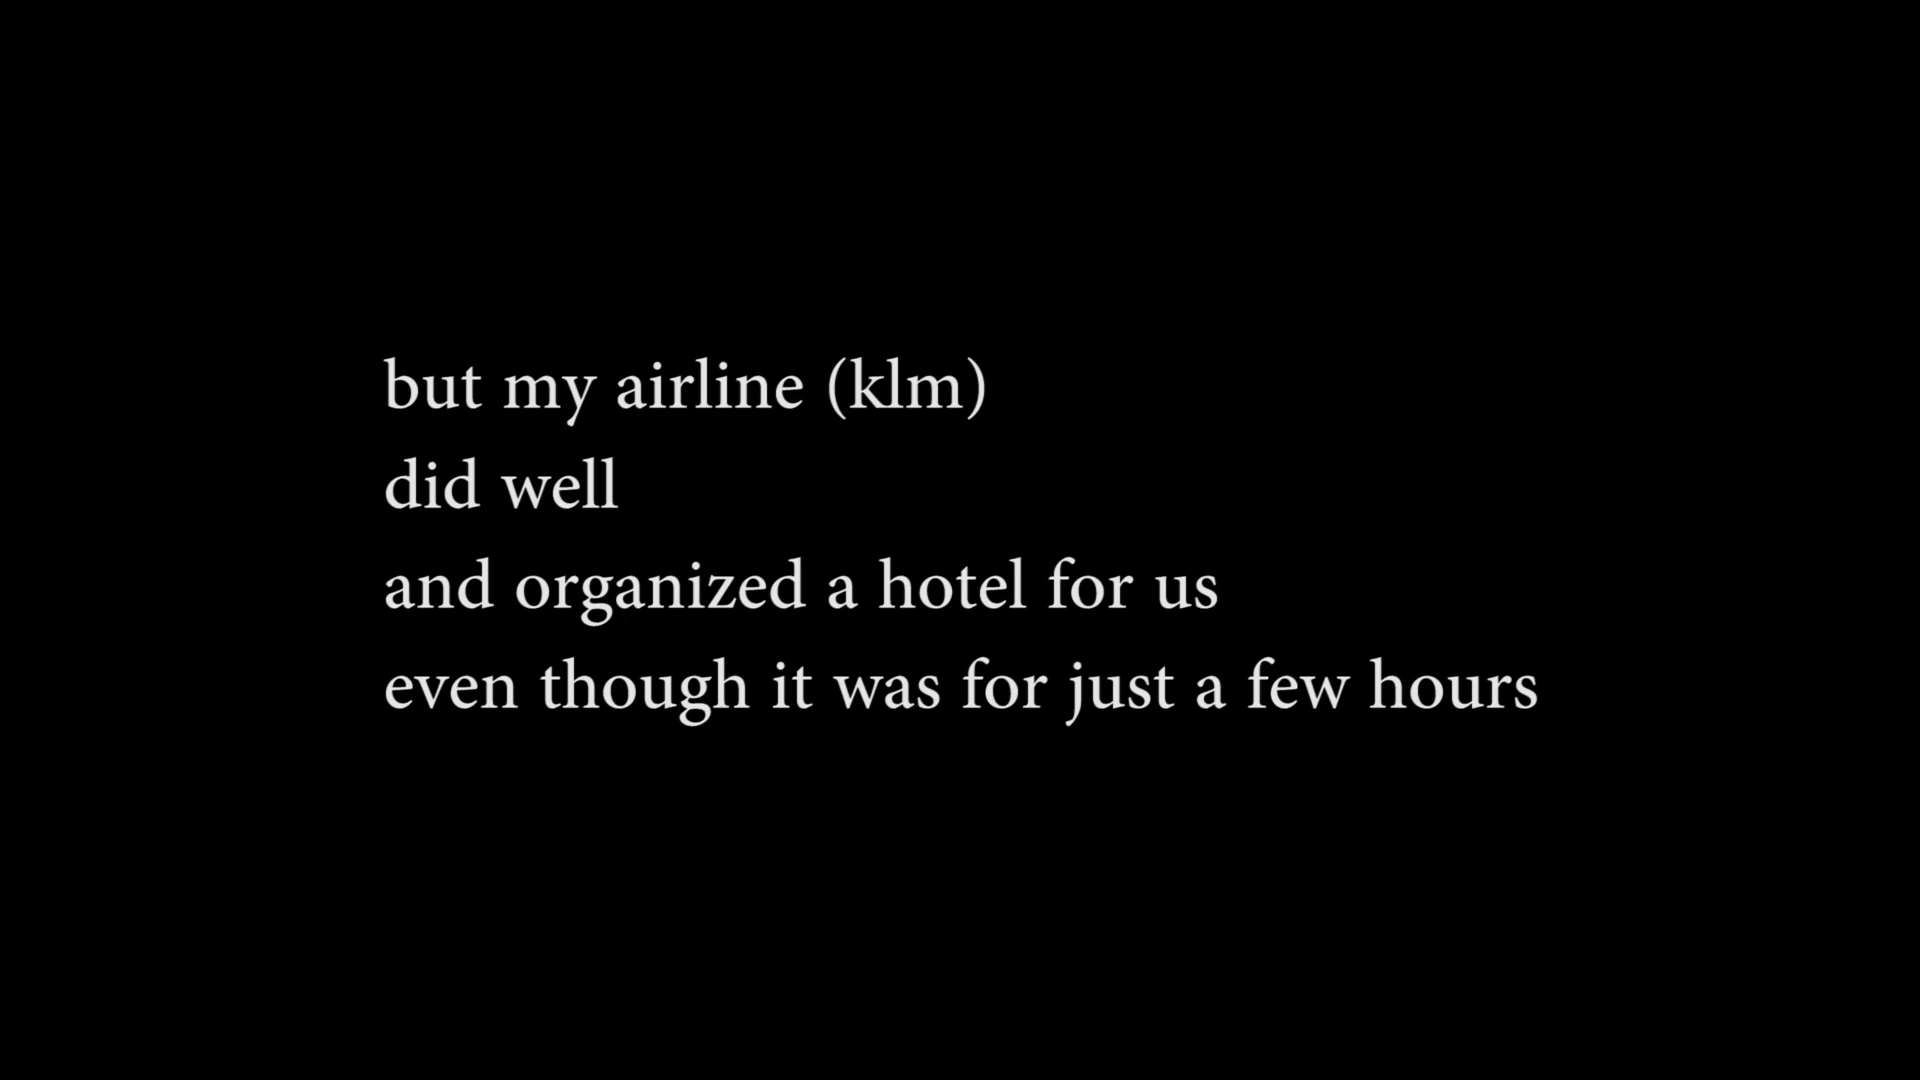 but my airline (klm)
did well
and organized a hotel for us
even though it was for just a few hours